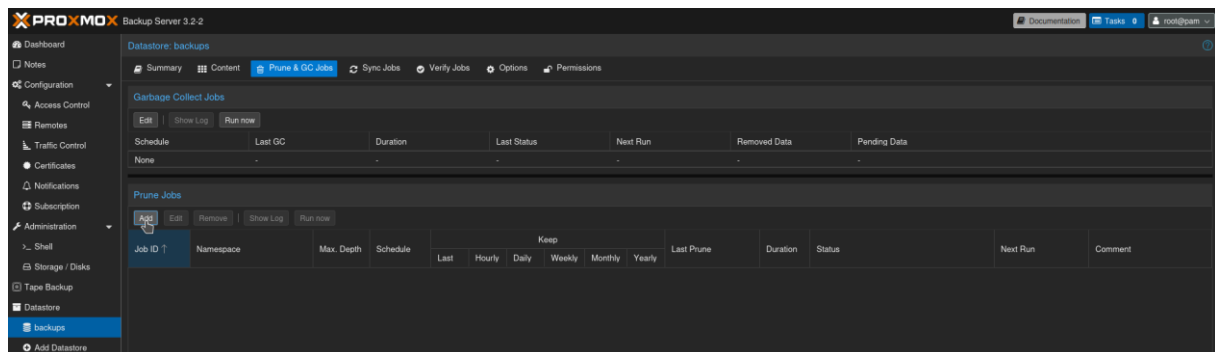 PROXMOX Backup Server 3.2-2 Documentation Tasks 0 root@pam
Dashboard
Notes
Configuration
Access Control
Remotes
Traffic Control
Certificates
Notifications
Subscription
Administration
Shell
Storage / Disks
Tape Backup
Datastore
backups
Add Datastore
Datastore: backups
Summary Content Prune & GC Jobs Sync Jobs Verify Jobs Options Permissions
Garbage Collect Jobs
Edit Show Log Run now
Schedule Last GC Duration Last Status Next Run Removed Data Pending Data
None - - - - - -
Prune Jobs
Add Edit Remove Show Log Run now
Job ID ↑ Namespace Max. Depth Schedule Keep Last Prune Duration Status Next Run Comment
Last Hourly Daily Weekly Monthly Yearly